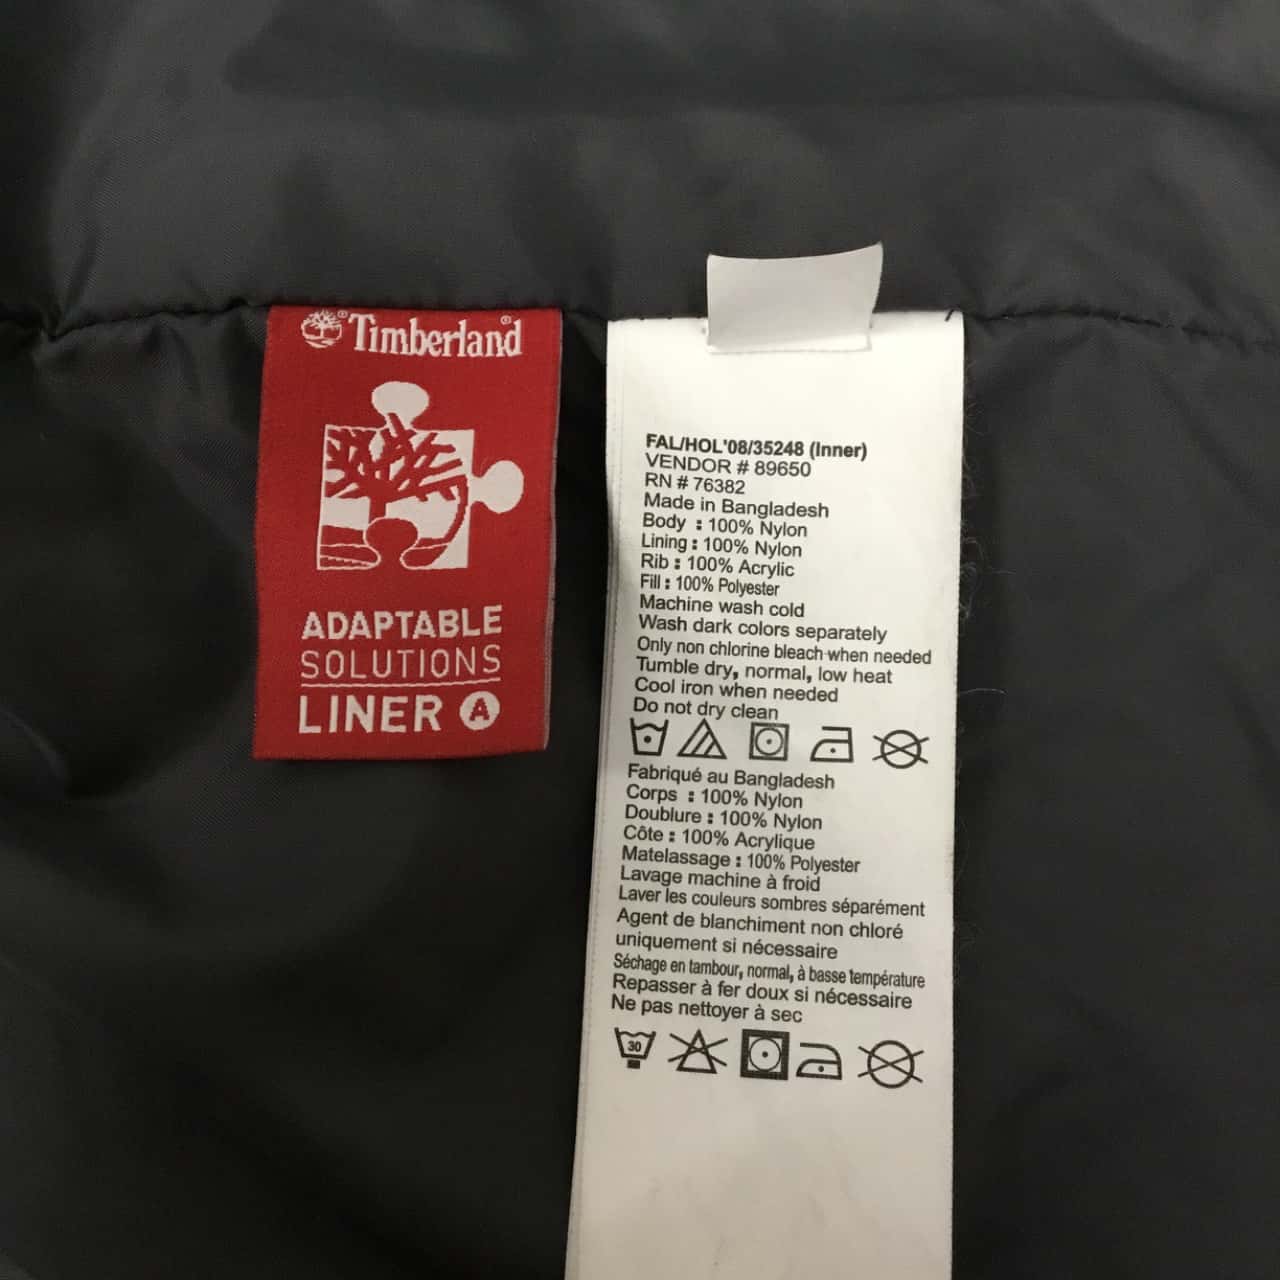 Timberland®
ADAPTABLE
SOLUTIONS
LINER A
FAL/HOL'08/35248 (Inner)
VENDOR # 89650
RN # 76382
Made in Bangladesh
Body : 100% Nylon
Lining : 100% Nylon
Rib : 100% Acrylic
Fill : 100% Polyester
Machine wash cold
Wash dark colors separately
Only non chlorine bleach when needed
Tumble dry, normal, low heat
Cool iron when needed
Do not dry clean
Fabriqué au Bangladesh
Corps : 100% Nylon
Doublure : 100% Nylon
Côte : 100% Acrylique
Matelassage : 100% Polyester
Lavage machine à froid
Laver les couleurs sombres séparément
Agent de blanchiment non chloré
uniquement si nécessaire
Séchage en tambour, normal, à basse température
Repasser à fer doux si nécessaire
Ne pas nettoyer à sec
30